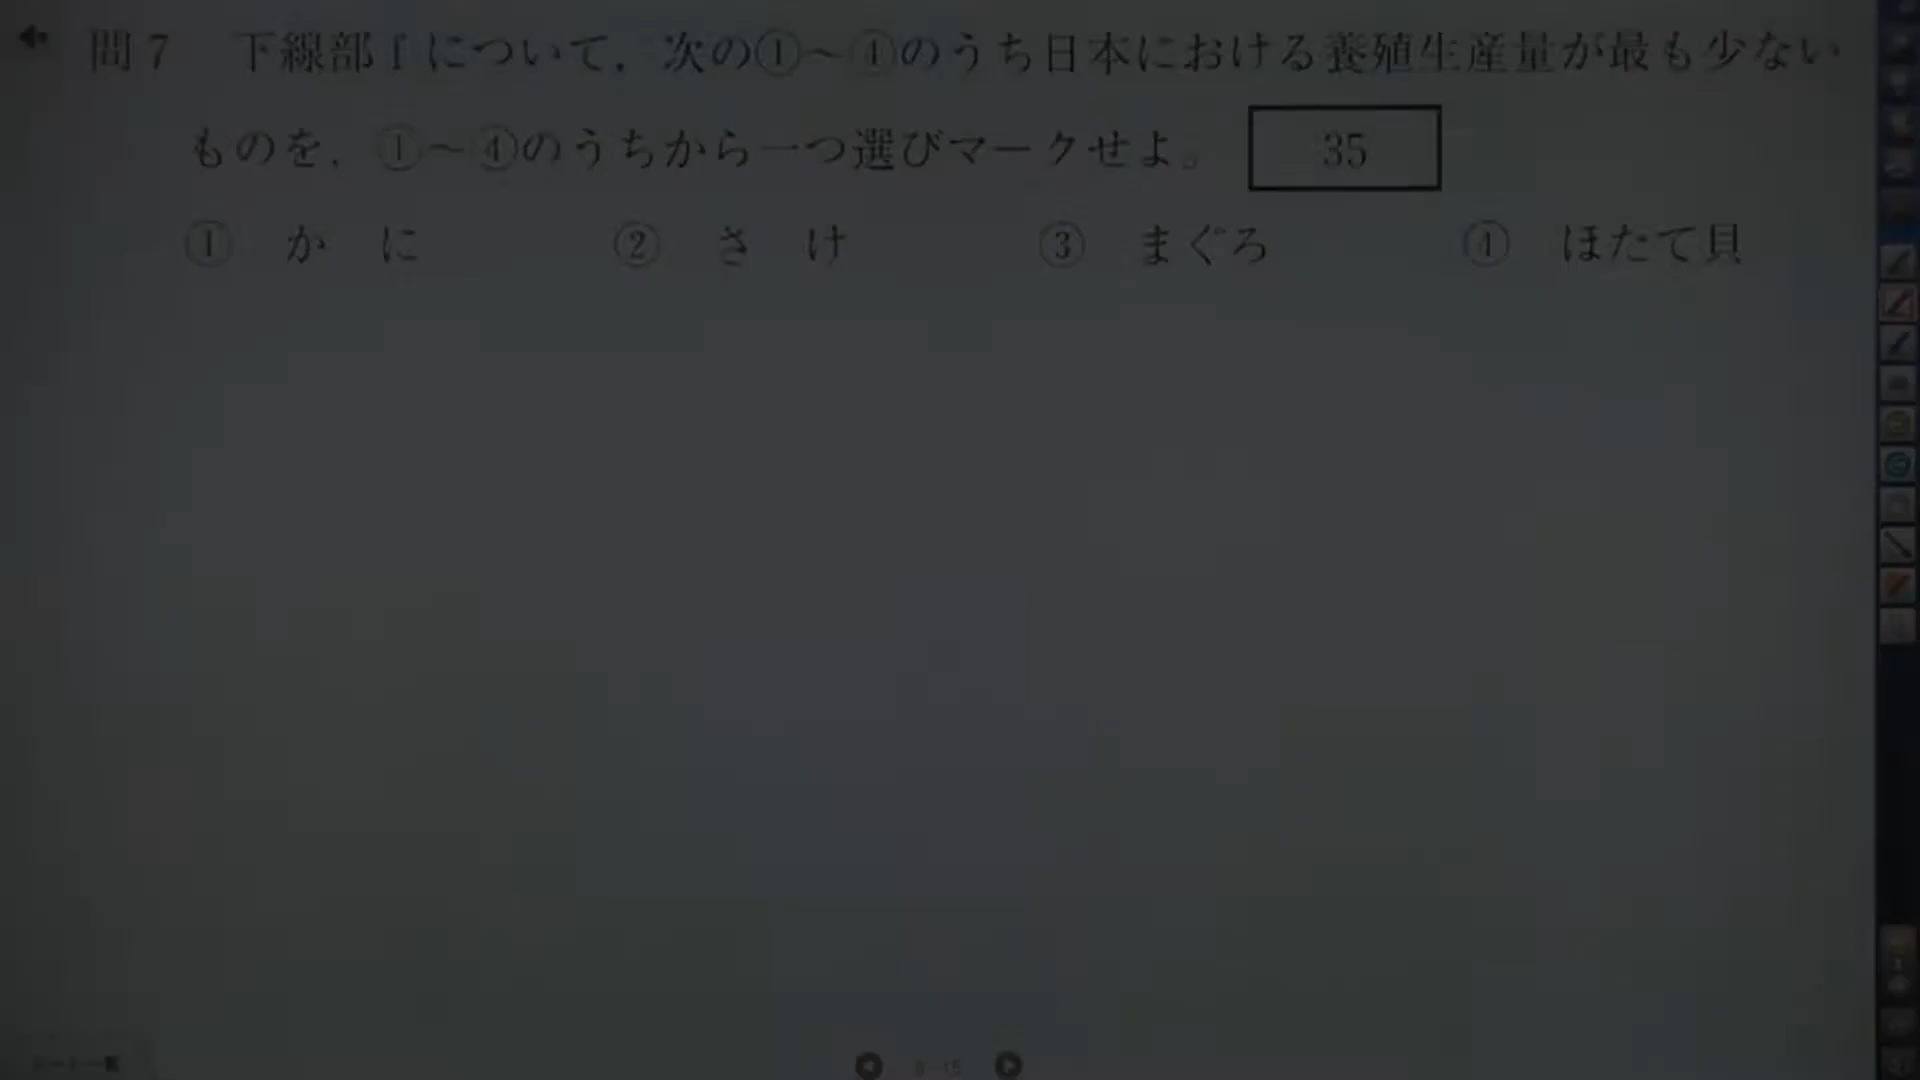 問7 下線部fについて，次の①～④のうち日本における養殖生産量が最も少ない
ものを，①～④のうちから一つ選びマークせよ。 35
① かに ② さけ ③ まぐろ ④ ほたて貝